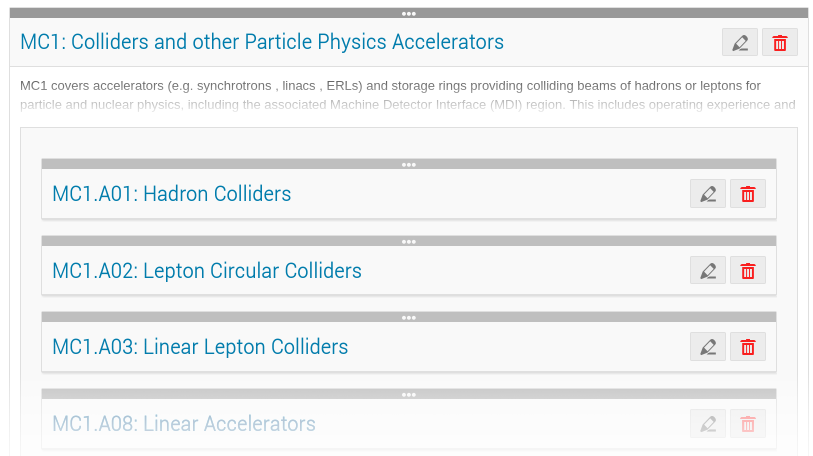 MC1: Colliders and other Particle Physics Accelerators
MC1 covers accelerators (e.g. synchrotrons , linacs , ERLs) and storage rings providing colliding beams of hadrons or leptons for
particle and nuclear physics, including the associated Machine Detector Interface (MDI) region. This includes operating experience and
MC1.A01: Hadron Colliders
MC1.A02: Lepton Circular Colliders
MC1.A03: Linear Lepton Colliders
MC1.A08: Linear Accelerators